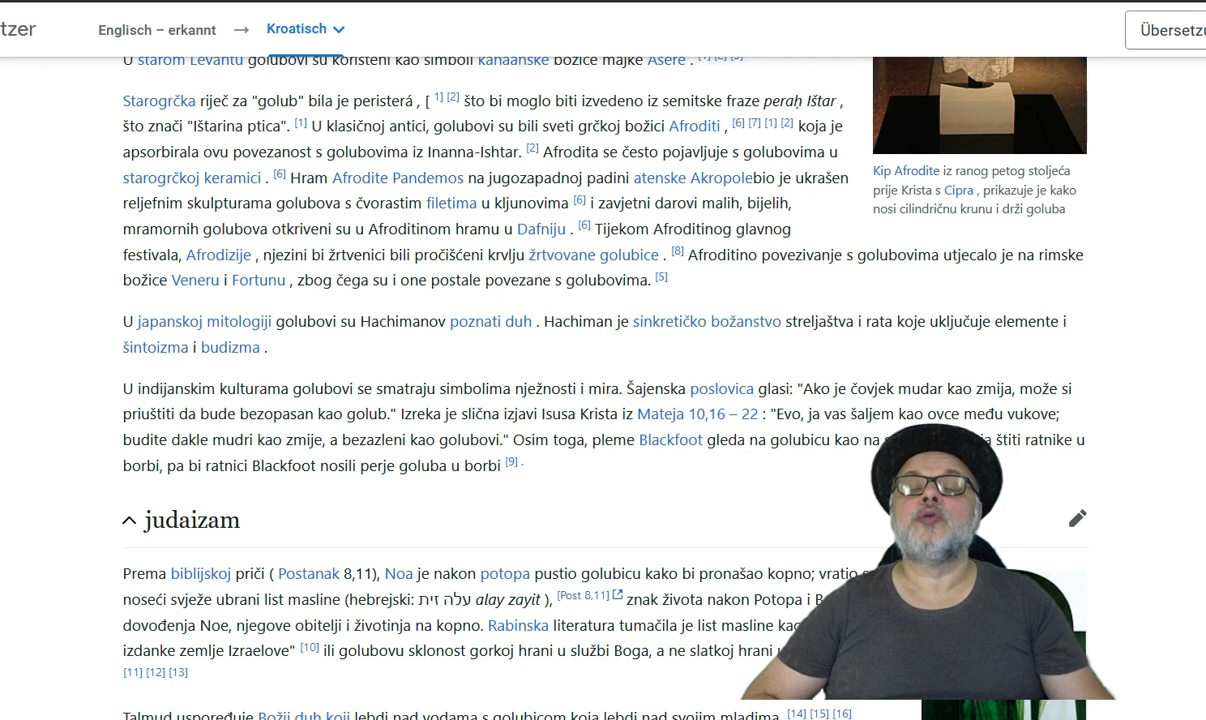 tzer
Englisch – erkannt → Kroatisch
Übersetzu
U starom Levantu golubovi su korišteni kao simboli kanaanske božice majke Ašere . [1] [2] [3]
Starogrčka riječ za "golub" bila je peristerá , [ 1] [2] što bi moglo biti izvedeno iz semitske fraze peraḥ Ištar ,
što znači "Ištarina ptica". [1] U klasičnoj antici, golubovi su bili sveti grčkoj božici Afroditi , [6] [7] [1] [2] koja je
apsorbirala ovu povezanost s golubovima iz Inanna-Ishtar. [2] Afrodita se često pojavljuje s golubovima u
starogrčkoj keramici . [6] Hram Afrodite Pandemos na jugozapadnoj padini atenske Akropolebio je ukrašen
reljefnim skulpturama golubova s čvorastim filetima u kljunovima [6] i zavjetni darovi malih, bijelih,
mramornih golubova otkriveni su u Afroditinom hramu u Dafniju . [6] Tijekom Afroditinog glavnog
festivala, Afrodizije , njezini bi žrtvenici bili pročišćeni krvlju žrtvovane golubice . [8] Afroditino povezivanje s golubovima utjecalo je na rimske
božice Veneru i Fortunu , zbog čega su i one postale povezane s golubovima. [5]
Kip Afrodite iz ranog petog stoljeća
prije Krista s Cipra , prikazuje je kako
nosi cilindričnu krunu i drži goluba
U japanskoj mitologiji golubovi su Hachimanov poznati duh . Hachiman je sinkretičko božanstvo streljaštva i rata koje uključuje elemente i
šintoizma i budizma .
U indijanskim kulturama golubovi se smatraju simbolima nježnosti i mira. Šajenska poslovica glasi: "Ako je čovjek mudar kao zmija, može si
priuštiti da bude bezopasan kao golub." Izreka je slična izjavi Isusa Krista iz Mateja 10,16 – 22 : "Evo, ja vas šaljem kao ovce među vukove;
budite dakle mudri kao zmije, a bezazleni kao golubovi." Osim toga, pleme Blackfoot gleda na golubicu kao na štiti ratnike u
borbi, pa bi ratnici Blackfoot nosili perje goluba u borbi [9] .
judaizam
Prema biblijskoj priči ( Postanak 8,11), Noa je nakon potopa pustio golubicu kako bi pronašao kopno; vratio
noseći svježe ubrani list masline (hebrejski: עלה זית alay zayit ), [Post 8,11] znak života nakon Potopa i
dovođenja Noe, njegove obitelji i životinja na kopno. Rabinska literatura tumačila je list masline
izdanke zemlje Izraelove" [10] ili golubovu sklonost gorkoj hrani u službi Boga, a ne slatkoj hrani
[11] [12] [13]
Talmud uspoređuje Božji duh koji lebdi nad vodama s golubicom koja lebdi nad svojim mladima. [14] [15] [16]